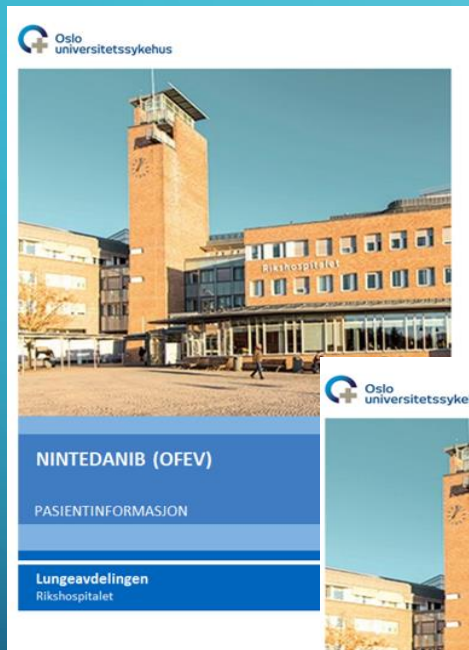 Oslo
universitetssykehus
Rikshospitalet
NINTEDANIB (OFEV)
PASIENTINFORMASJON
Lungeavdelingen
Rikshospitalet
Oslo
universitetssyke